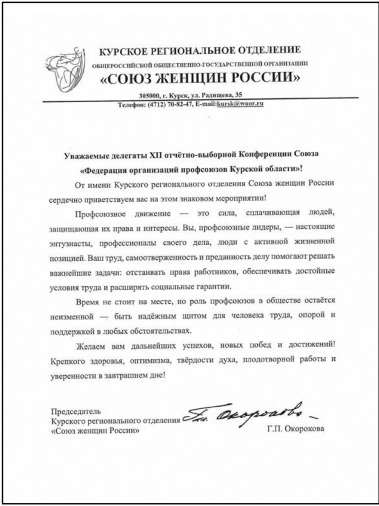 КУРСКОЕ РЕГИОНАЛЬНОЕ ОТДЕЛЕНИЕ
ОБЩЕРОССИЙСКОЙ ОБЩЕСТВЕННО-ГОСУДАРСТВЕННОЙ ОРГАНИЗАЦИИ
«СОЮЗ ЖЕНЩИН РОССИИ»
305000, г. Курск, ул. Радищева, 35
Телефон: (4712) 70-82-47, E-mail:kursk@wuor.ru
Уважаемые делегаты XII отчётно-выборной Конференции Союза
«Федерация организаций профсоюзов Курской области»!
От имени Курского регионального отделения Союза женщин России
сердечно приветствуем вас на этом знаковом мероприятии!
Профсоюзное движение — это сила, сплачивающая людей,
защищающая их права и интересы. Вы, профсоюзные лидеры, — настоящие
энтузиасты, профессионалы своего дела, люди с активной жизненной
позицией. Ваш труд, самоотверженность и преданность делу помогают решать
важнейшие задачи: отстаивать права работников, обеспечивать достойные
условия труда и расширять социальные гарантии.
Время не стоит на месте, но роль профсоюзов в обществе остаётся
неизменной — быть надёжным щитом для человека труда, опорой и
поддержкой в любых обстоятельствах.
Желаем вам дальнейших успехов, новых побед и достижений!
Крепкого здоровья, оптимизма, твёрдости духа, плодотворной работы и
уверенности в завтрашнем дне!
Председатель
Курского регионального отделения
«Союз женщин России»
Г.П. Окорокова